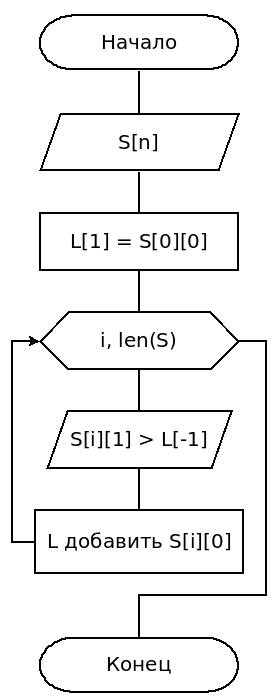 Начало
S[n]
L[1] = S[0][0]
i, len(S)
S[i][1] > L[-1]
L добавить S[i][0]
Конец